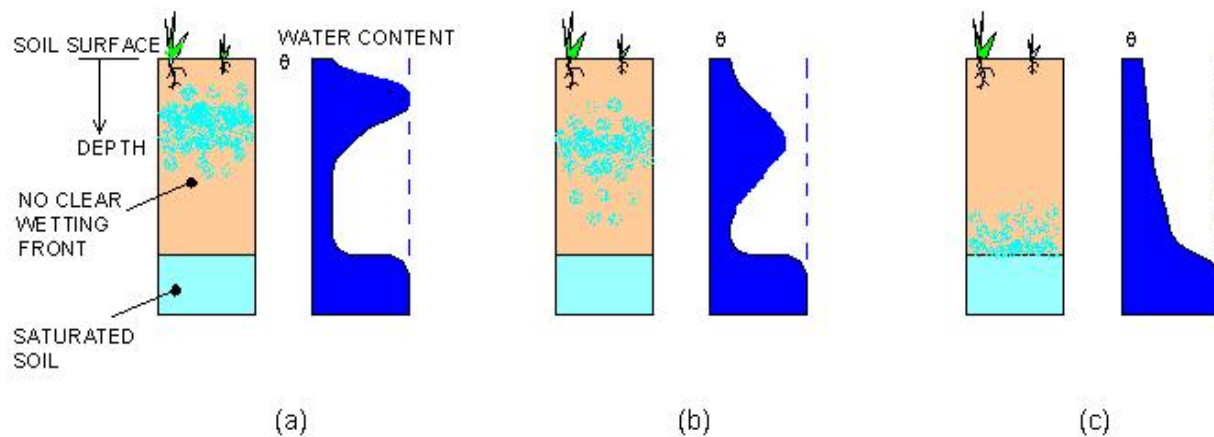 SOIL SURFACE
WATER CONTENT
θ
DEPTH
NO CLEAR
WETTING
FRONT
SATURATED
SOIL
(a)
θ
(b)
θ
(c)